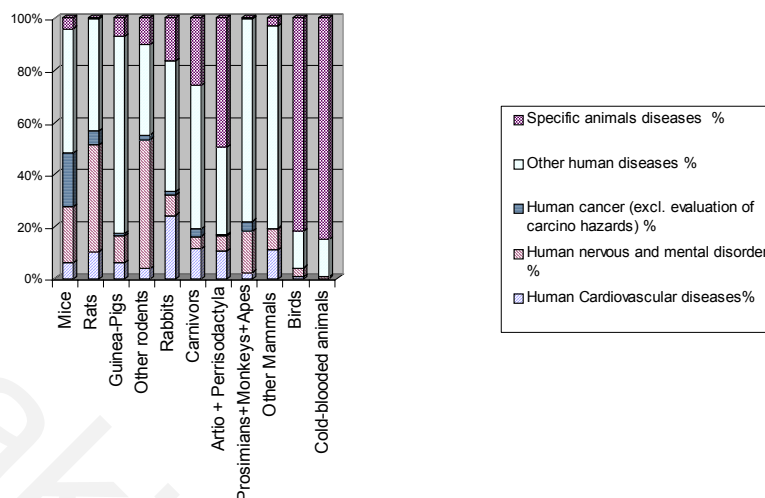 100%
80%
60%
40%
20%
0%
Mice
Rats
Guinea-Pigs
Other rodents
Rabbits
Carnivors
Artio + Perrisodactyla
Prosimians+Monkeys+Apes
Other Mammals
Birds
Cold-blooded animals
Specific animals diseases %
Other human diseases %
Human cancer (excl. evaluation of
carcino hazards) %
Human nervous and mental disorder
%
Human Cardiovascular diseases%